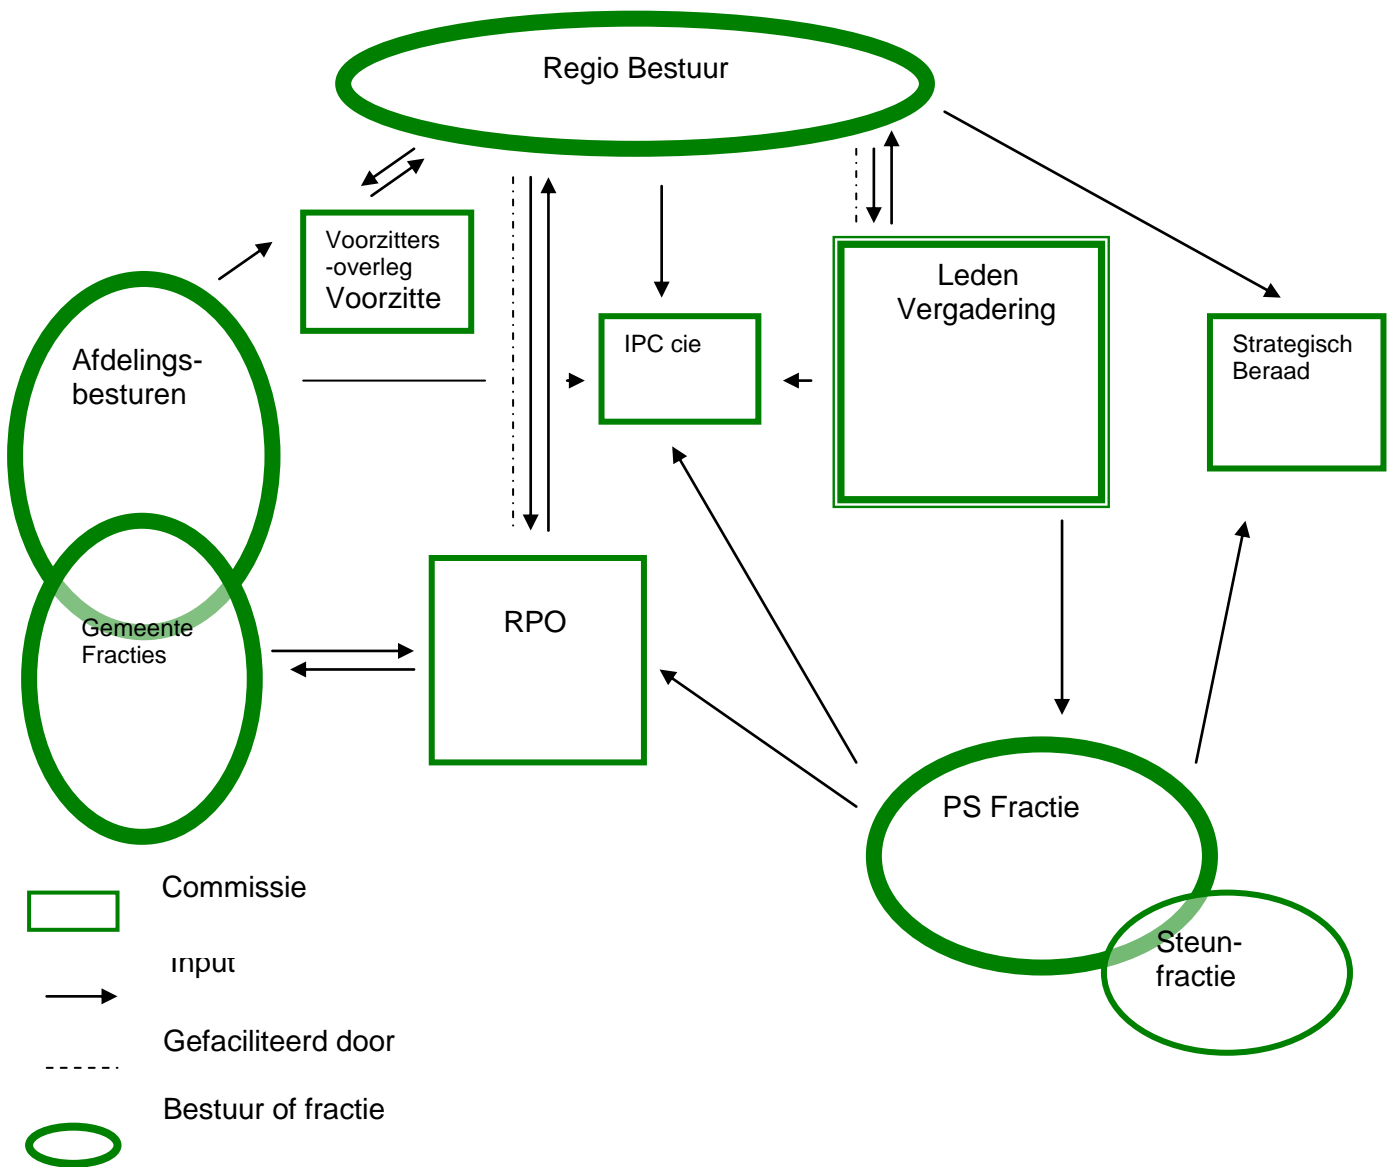 Regio Bestuur
Voorzitters
-overleg
Voorzitte
Leden
Vergadering
IPC cie
Strategisch
Beraad
Afdelings-
besturen
RPO
Gemeente
Fracties
PS Fractie
Steun-
fractie
Commissie
Input
Gefaciliteerd door
Bestuur of fractie